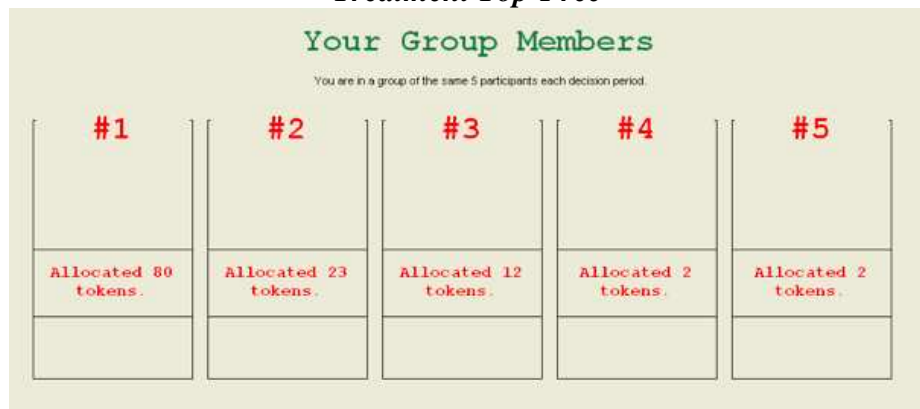 Your Group Members
You are in a group of the same 5 participants each decision period.
#1
#2
#3
#4
#5
Allocated 80
tokens.
Allocated 23
tokens.
Allocated 12
tokens.
Allocated 2
tokens.
Allocated 2
tokens.